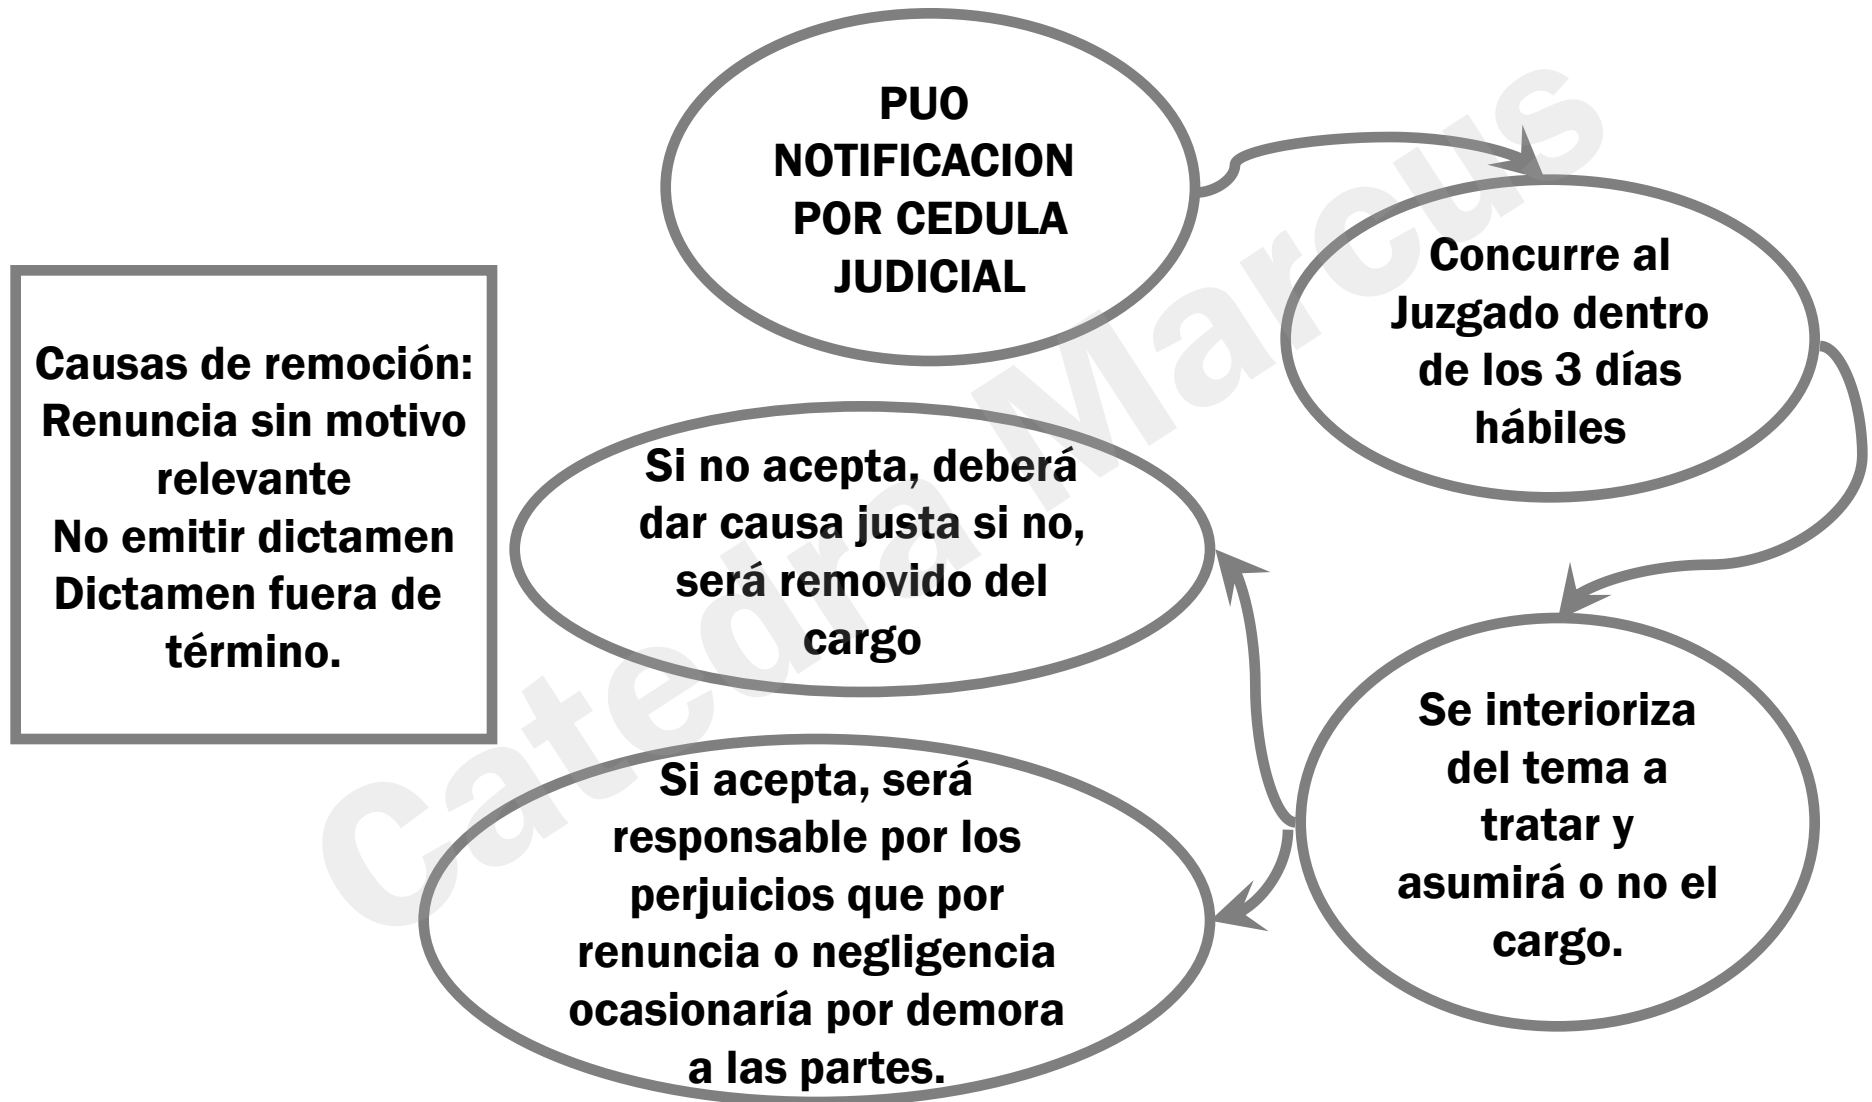 PUO
NOTIFICACION
POR CEDULA
JUDICIAL
Concurre al
Juzgado dentro
de los 3 días
hábiles
Se interioriza
del tema a
tratar y
asumirá o no el
cargo.
Si no acepta, deberá
dar causa justa si no,
será removido del
cargo
Si acepta, será
responsable por los
perjuicios que por
renuncia o negligencia
ocasionaría por demora
a las partes.
Causas de remoción:
Renuncia sin motivo
relevante
No emitir dictamen
Dictamen fuera de
término.
Catedra Marcus